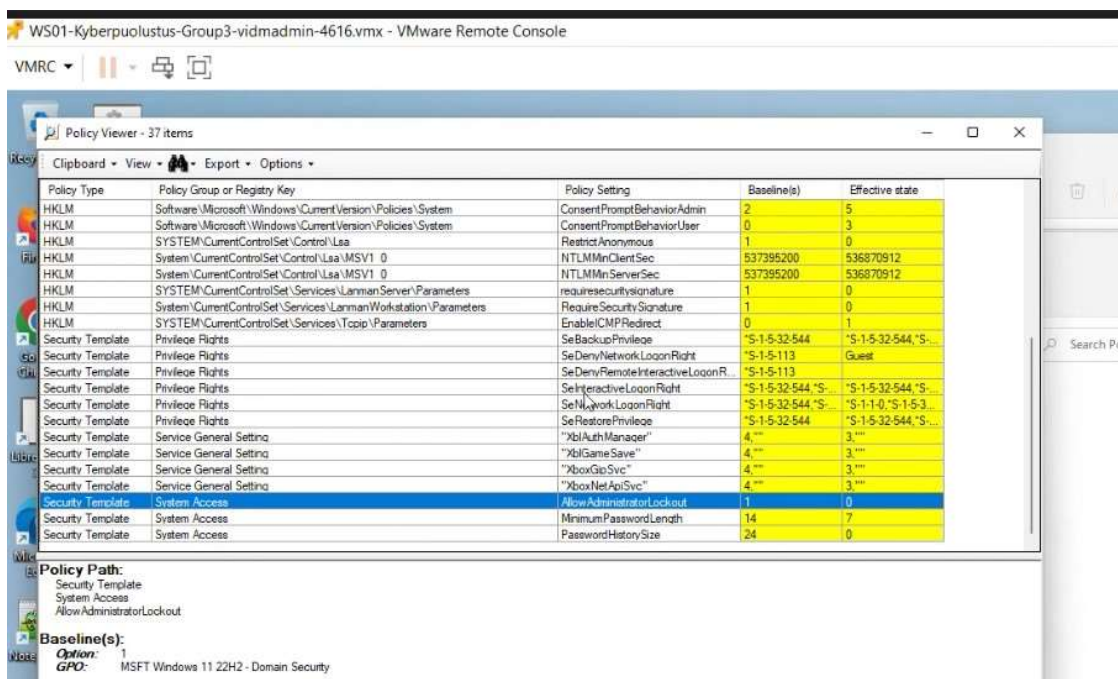 WS01-Kyberpuolustus-Group3-vidmadmin-4616.vmx - VMware Remote Console
VMRC
Policy Viewer - 37 items
Clipboard View Export Options
Policy Type Policy Group or Registry Key Policy Setting Baseline(s) Effective state
HKLM Software\Microsoft\Windows\CurrentVersion\Policies\System ConsentPromptBehaviorAdmin 2 5
HKLM Software\Microsoft\Windows\CurrentVersion\Policies\System ConsentPromptBehaviorUser 0 3
HKLM SYSTEM\CurrentControlSet\Control\Lsa RestrictAnonymous 1 0
HKLM System\CurrentControlSet\Control\Lsa\MSV1_0 NTLMMinClientSec 537395200 536870912
HKLM System\CurrentControlSet\Control\Lsa\MSV1_0 NTLMMinServerSec 537395200 536870912
HKLM SYSTEM\CurrentControlSet\Services\LanmanServer\Parameters requiresecuritysignature 1 0
HKLM System\CurrentControlSet\Services\LanmanWorkstation\Parameters RequireSecuritySignature 1 0
HKLM SYSTEM\CurrentControlSet\Services\Tcpip\Parameters EnableICMPRedirect 0 1
Security Template Privilege Rights SeBackupPrivilege *S-1-5-32-544 *S-1-5-32-544,*S-...
Security Template Privilege Rights SeDenyNetworkLogonRight *S-1-5-113 Guest
Security Template Privilege Rights SeDenyRemoteInteractiveLogonR... *S-1-5-113
Security Template Privilege Rights SeInteractiveLogonRight *S-1-5-32-544,*S-... *S-1-5-32-544,*S-...
Security Template Privilege Rights SeNetworkLogonRight *S-1-5-32-544,*S-... *S-1-1-0,*S-1-5-3...
Security Template Privilege Rights SeRestorePrivilege *S-1-5-32-544 *S-1-5-32-544,*S-...
Security Template Service General Setting "XblAuthManager" 4,"" 3,""
Security Template Service General Setting "XblGameSave" 4,"" 3,""
Security Template Service General Setting "XboxGipSvc" 4,"" 3,""
Security Template Service General Setting "XboxNetApiSvc" 4,"" 3,""
Security Template System Access AllowAdministratorLockout 1 0
Security Template System Access MinimumPasswordLength 14 7
Security Template System Access PasswordHistorySize 24 0
Policy Path:
Security Template
System Access
AllowAdministratorLockout
Baseline(s):
Option: 1
GPO: MSFT Windows 11 22H2 - Domain Security